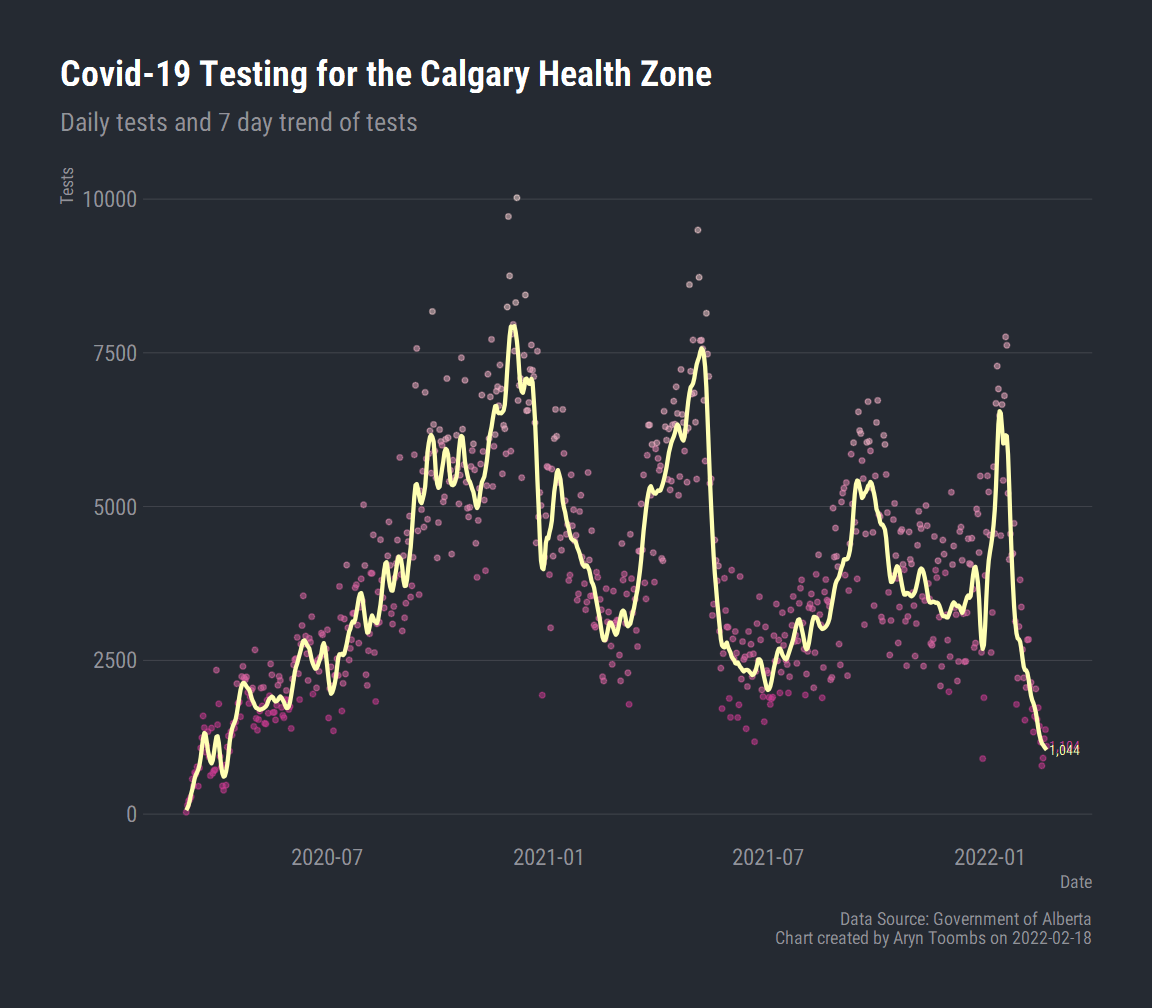 Covid-19 Testing for the Calgary Health Zone
Daily tests and 7 day trend of tests
Tests
10000
7500
5000
2500
0
1,044
2020-07
2021-01
2021-07
2022-01
Date
Data Source: Government of Alberta
Chart created by Aryn Toombs on 2022-02-18